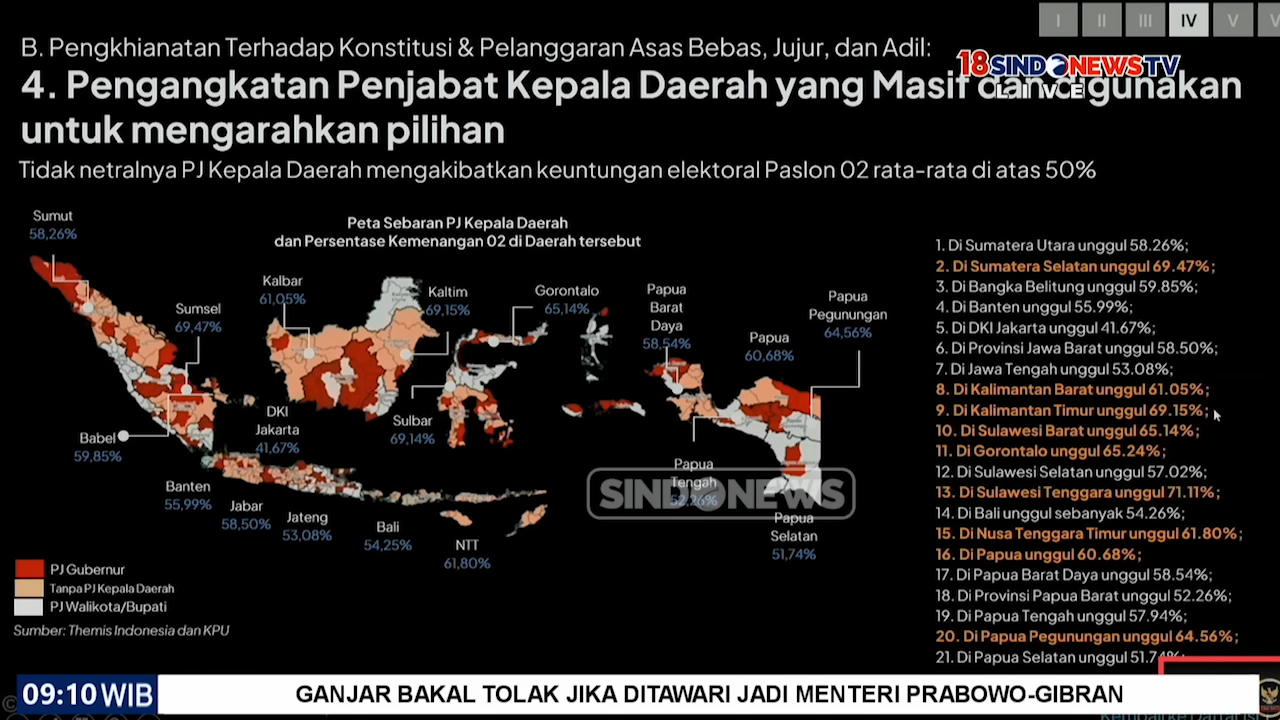 I II III IV V V
B. Pengkhianatan Terhadap Konstitusi & Pelanggaran Asas Bebas, Jujur, dan Adil:
18 SINDONEWS TV
LIVE
4. Pengangkatan Penjabat Kepala Daerah yang Masif dan digunakan
untuk mengarahkan pilihan
Tidak netralnya PJ Kepala Daerah mengakibatkan keuntungan elektoral Paslon 02 rata-rata di atas 50%
Peta Sebaran PJ Kepala Daerah
dan Persentase Kemenangan 02 di Daerah tersebut
Sumut
58,26%
Sumsel
69,47%
Kalbar
61,05%
Kaltim
69,15%
Gorontalo
65,14%
Papua
Barat
Daya
58,54%
Papua
60,68%
Papua
Pegunungan
64,56%
Babel
59,85%
DKI
Jakarta
41,67%
Sulbar
69,14%
Banten
55,99%
Jabar
58,50%
Jateng
53,08%
Bali
54,25%
NTT
61,80%
Papua
Tengah
52,26%
Papua
Selatan
51,74%
SINDONEWS
PJ Gubernur
Tanpa PJ Kepala Daerah
PJ Walikota/Bupati
Sumber: Themis Indonesia dan KPU
1. Di Sumatera Utara unggul 58.26%;
2. Di Sumatera Selatan unggul 69.47%;
3. Di Bangka Belitung unggul 59.85%;
4. Di Banten unggul 55.99%;
5. Di DKI Jakarta unggul 41.67%;
6. Di Provinsi Jawa Barat unggul 58.50%;
7. Di Jawa Tengah unggul 53.08%;
8. Di Kalimantan Barat unggul 61.05%;
9. Di Kalimantan Timur unggul 69.15%;
10. Di Sulawesi Barat unggul 65.14%;
11. Di Gorontalo unggul 65.24%;
12. Di Sulawesi Selatan unggul 57.02%;
13. Di Sulawesi Tenggara unggul 71.11%;
14. Di Bali unggul sebanyak 54.26%;
15. Di Nusa Tenggara Timur unggul 61.80%;
16. Di Papua unggul 60.68%;
17. Di Papua Barat Daya unggul 58.54%;
18. Di Provinsi Papua Barat unggul 52.26%;
19. Di Papua Tengah unggul 57.94%;
20. Di Papua Pegunungan unggul 64.56%;
21. Di Papua Selatan unggul 51.74%;
09:10 WIB
GANJAR BAKAL TOLAK JIKA DITAWARI JADI MENTERI PRABOWO-GIBRAN